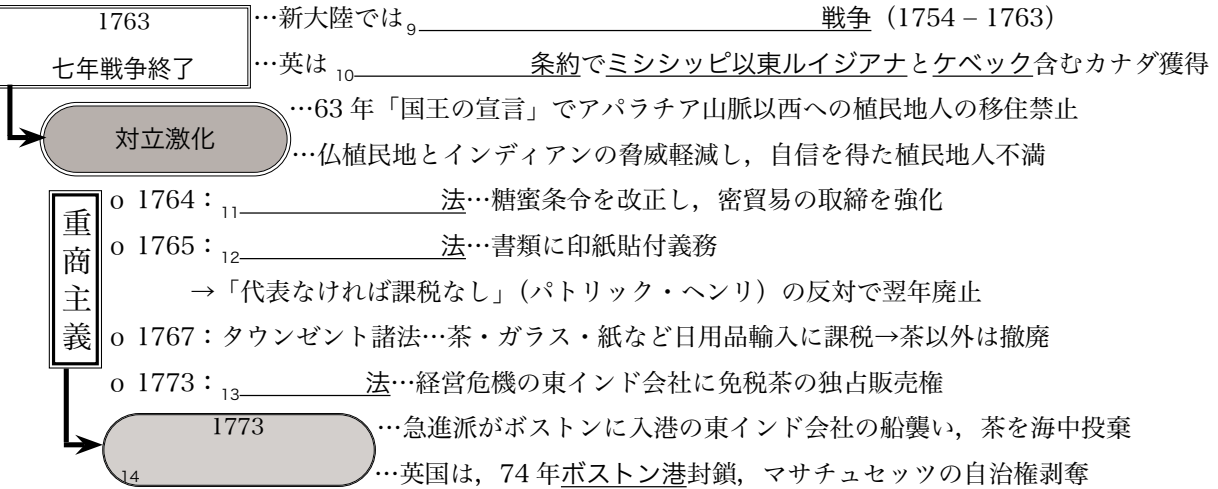 1763
七年戦争終了
…新大陸では9 戦争（1754 – 1763）
…英は 10 条約でミシシッピ以東ルイジアナとケベック含むカナダ獲得
対立激化
…63 年「国王の宣言」でアパラチア山脈以西への植民地人の移住禁止
…仏植民地とインディアンの脅威軽減し，自信を得た植民地人不満
重商主義
o 1764：11 法…糖蜜条令を改正し，密貿易の取締を強化
o 1765：12 法…書類に印紙貼付義務
→「代表なければ課税なし」（パトリック・ヘンリ）の反対で翌年廃止
o 1767：タウンゼント諸法…茶・ガラス・紙など日用品輸入に課税→茶以外は撤廃
o 1773：13 法…経営危機の東インド会社に免税茶の独占販売権
1773
14
…急進派がボストンに入港の東インド会社の船襲い，茶を海中投棄
…英国は，74 年ボストン港封鎖，マサチュセッツの自治権剥奪